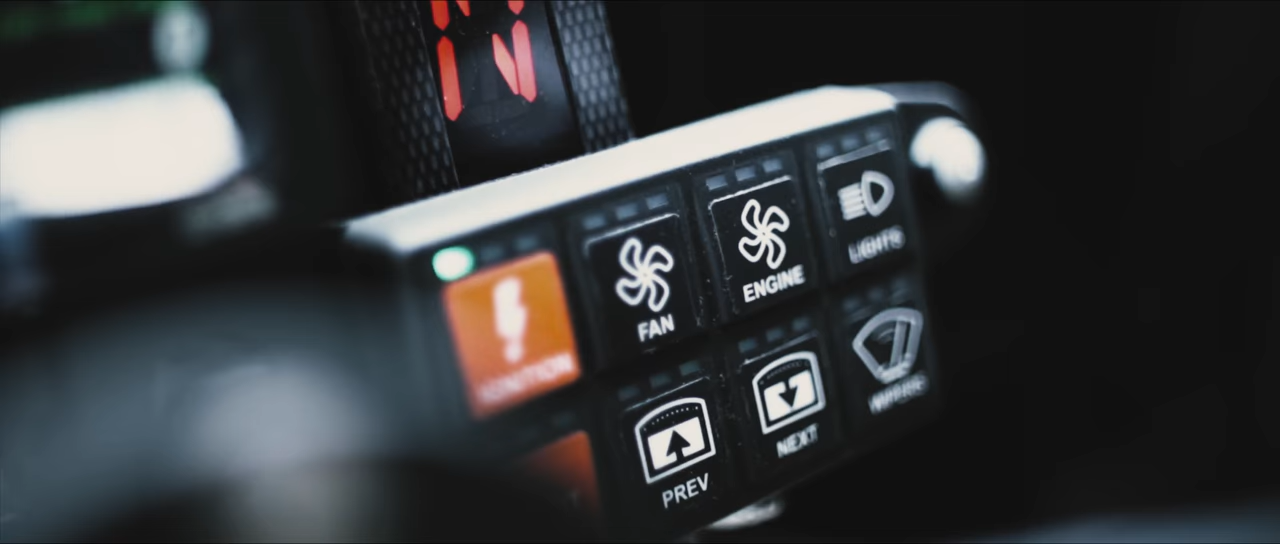 N
IGNITION
FAN
ENGINE
LIGHTS
PREV
NEXT
WIPERS